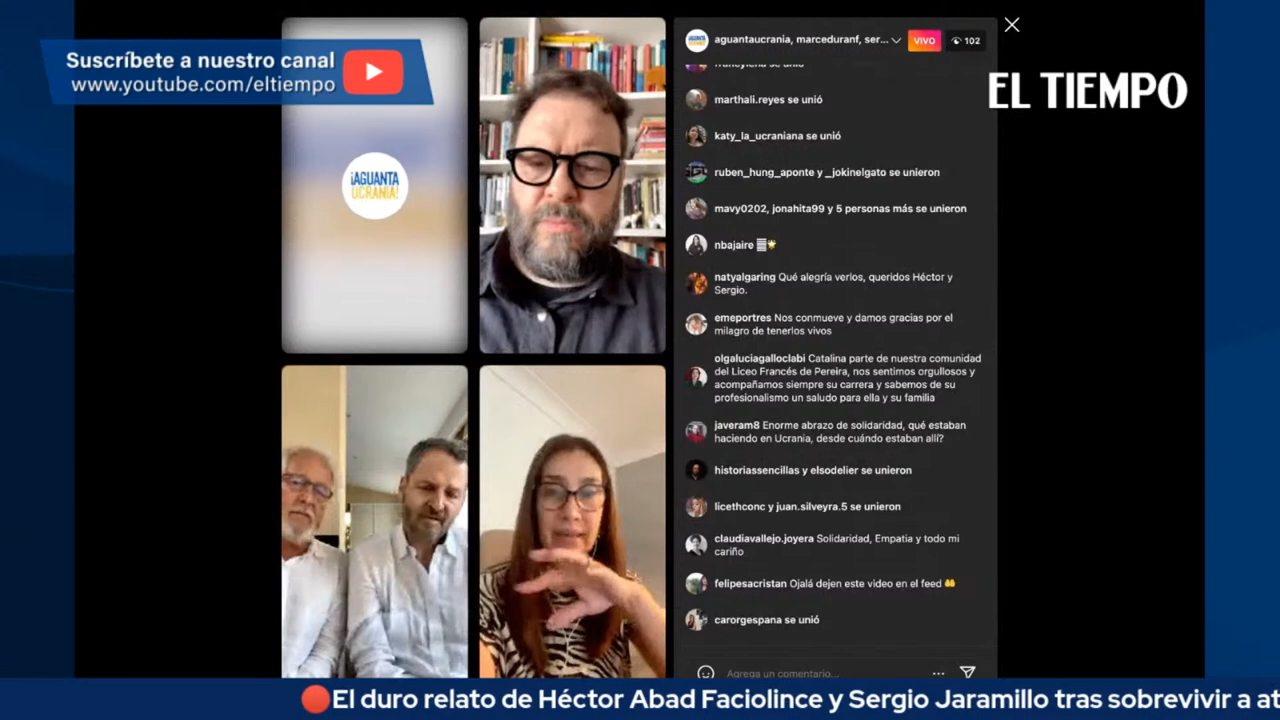 Suscríbete a nuestro canal
www.youtube.com/eltiempo
¡AGUANTA
UCRANIA!
aguantaucrania, marceduranf, ser...
VIVO
102
EL TIEMPO
marthali.reyes se unió
katy_la_ucraniana se unió
ruben_hung_aponte y _jokinelgato se unieron
mavy0202, jonahita99 y 5 personas más se unieron
nbajaire
natyalgaring Qué alegría verlos, queridos Héctor y
Sergio.
emeportres Nos conmueve y damos gracias por el
milagro de tenerlos vivos
olgaluciagalloclabi Catalina parte de nuestra comunidad
del Liceo Francés de Pereira, nos sentimos orgullosos y
acompañamos siempre su carrera y sabemos de su
profesionalismo un saludo para ella y su familia
javeram8 Enorme abrazo de solidaridad, qué estaban
haciendo en Ucrania, desde cuándo estaban allí?
historiassencillas y elsodelier se unieron
licethconc y juan.silveyra.5 se unieron
claudiavallejo.joyera Solidaridad, Empatia y todo mi
cariño
felipesacristan Ojalá dejen este video en el feed 🤲
carorgespana se unió
Agrega un comentario...
El duro relato de Héctor Abad Faciolince y Sergio Jaramillo tras sobrevivir a at